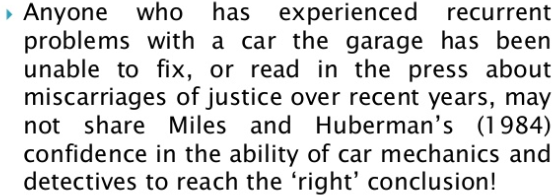 Anyone who has experienced recurrent
problems with a car the garage has been
unable to fix, or read in the press about
miscarriages of justice over recent years, may
not share Miles and Huberman’s (1984)
confidence in the ability of car mechanics and
detectives to reach the ‘right’ conclusion!